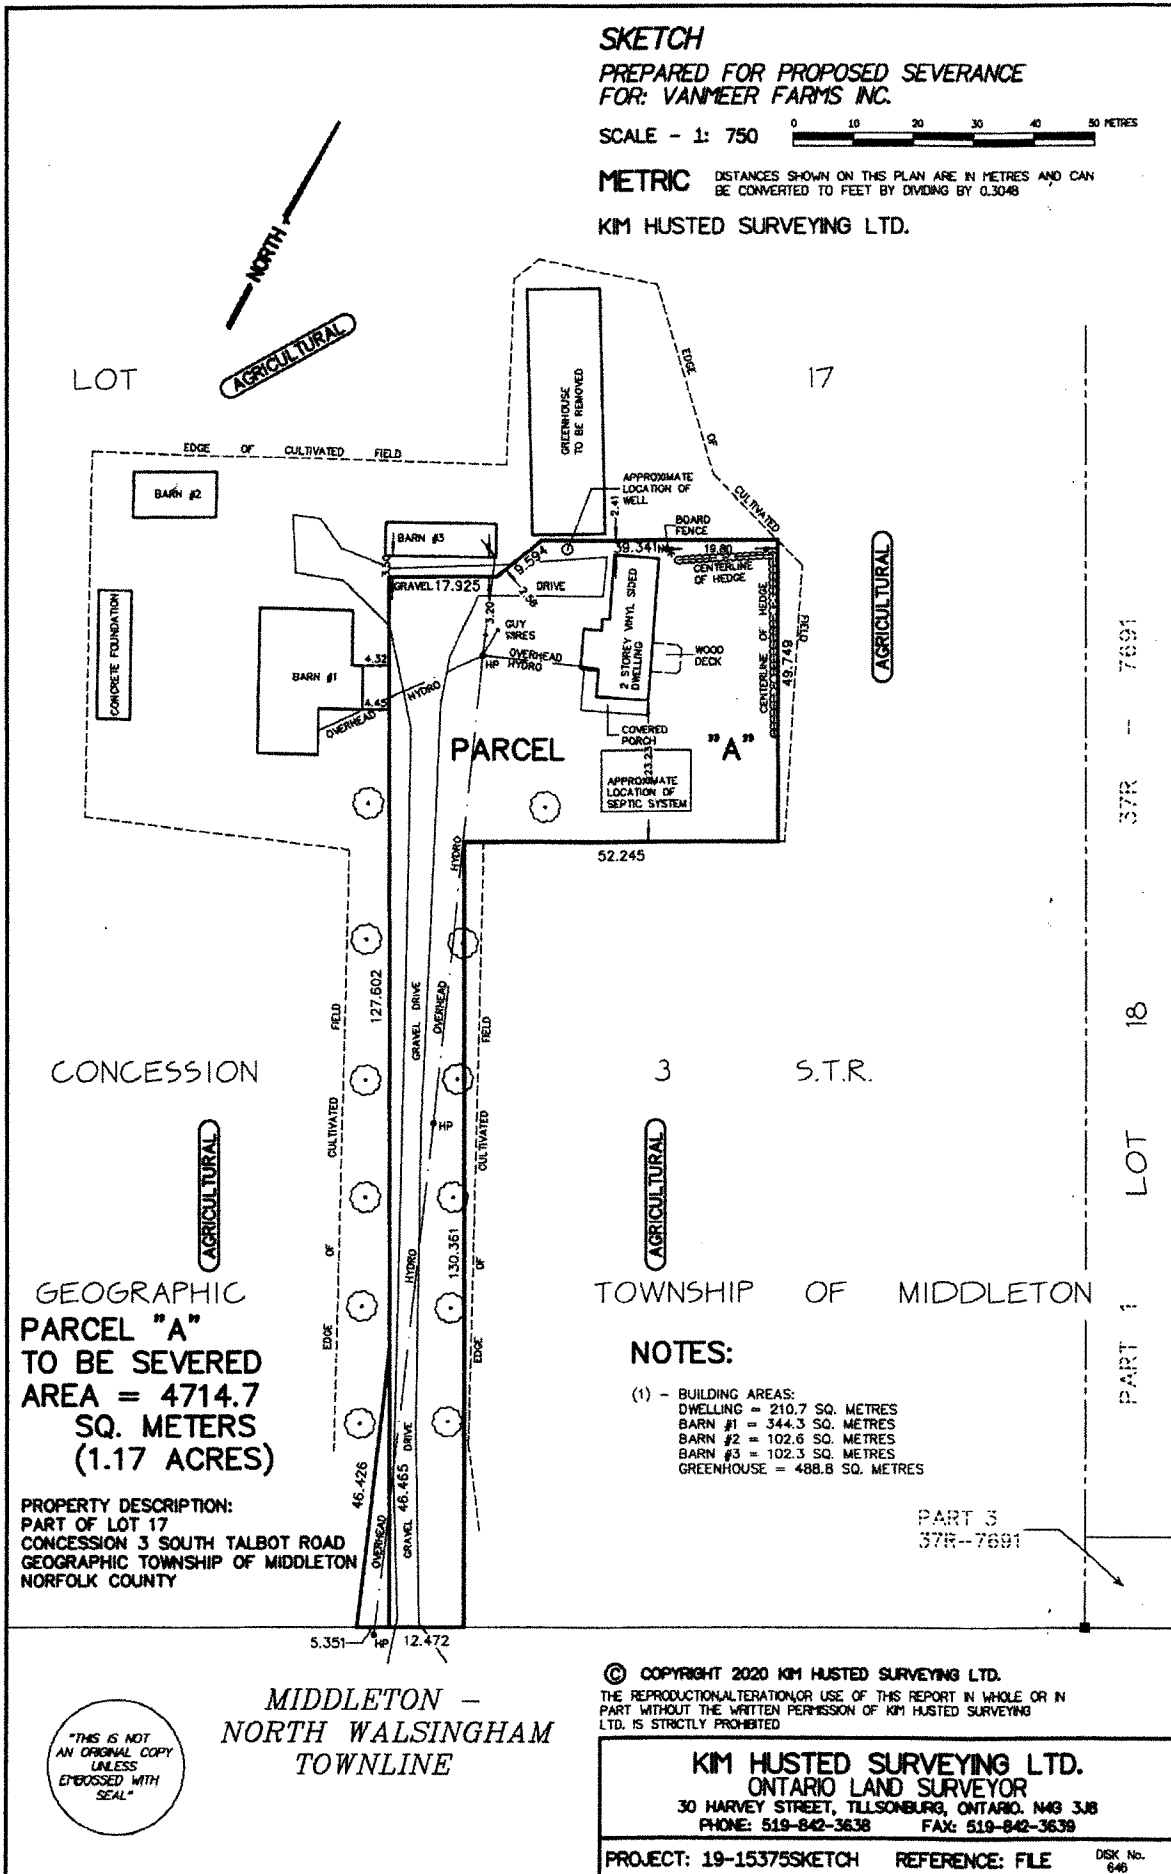 SKETCH
PREPARED FOR PROPOSED SEVERANCE
FOR: VANMEER FARMS INC.
SCALE - 1: 750
0 10 20 30 40 50 METRES
METRIC
DISTANCES SHOWN ON THIS PLAN ARE IN METRES AND CAN
BE CONVERTED TO FEET BY DIVIDING BY 0.3048
KIM HUSTED SURVEYING LTD.
NORTH
AGRICULTURAL
LOT
17
EDGE OF CULTIVATED FIELD
GREENHOUSE
TO BE REMOVED
EDGE
OF
CULTIVATED
FIELD
BARN #2
APPROXIMATE
LOCATION OF
WELL
2.41
BOARD
FENCE
BARN #3
9.594
39.341
19.80
CENTERLINE
OF HEDGE
GRAVEL
17.925
2.58
DRIVE
3.20
GUY
WIRES
OVERHEAD
HYDRO
HP
2 STOREY VINYL SIDED
DWELLING
WOOD
DECK
CENTERLINE OF HEDGE
49.749
AGRICULTURAL
CONCRETE FOUNDATION
BARN #1
4.32
4.45
OVERHEAD
HYDRO
COVERED
PORCH
23.23
PARCEL "A"
APPROXIMATE
LOCATION OF
SEPTIC SYSTEM
52.245
HYDRO
37R - 7691
127.602
GRAVEL DRIVE
OVERHEAD
EDGE OF CULTIVATED FIELD
EDGE OF CULTIVATED FIELD
CONCESSION 3 S.T.R.
LOT 18
HP
AGRICULTURAL
AGRICULTURAL
HYDRO
130.361
GEOGRAPHIC TOWNSHIP OF MIDDLETON
PART 1
PARCEL "A"
TO BE SEVERED
AREA = 4714.7
SQ. METERS
(1.17 ACRES)
NOTES:
(1) - BUILDING AREAS:
DWELLING = 210.7 SQ. METRES
BARN #1 = 344.3 SQ. METRES
BARN #2 = 102.6 SQ. METRES
BARN #3 = 102.3 SQ. METRES
GREENHOUSE = 488.8 SQ. METRES
46.426
46.465
OVERHEAD
GRAVEL DRIVE
PROPERTY DESCRIPTION:
PART OF LOT 17
CONCESSION 3 SOUTH TALBOT ROAD
GEOGRAPHIC TOWNSHIP OF MIDDLETON
NORFOLK COUNTY
PART 3
37R-7691
5.351
HP
12.472
MIDDLETON -
NORTH WALSINGHAM
TOWNLINE
"THIS IS NOT
AN ORIGINAL COPY
UNLESS
EMBOSSED WITH
SEAL"
© COPYRIGHT 2020 KIM HUSTED SURVEYING LTD.
THE REPRODUCTION,ALTERATION,OR USE OF THIS REPORT IN WHOLE OR IN
PART WITHOUT THE WRITTEN PERMISSION OF KIM HUSTED SURVEYING
LTD. IS STRICTLY PROHIBITED
KIM HUSTED SURVEYING LTD.
ONTARIO LAND SURVEYOR
30 HARVEY STREET, TILLSONBURG, ONTARIO. N4G 3J8
PHONE: 519-842-3638 FAX: 519-842-3639
PROJECT: 19-15375SKETCH REFERENCE: FILE
DISK No.
646